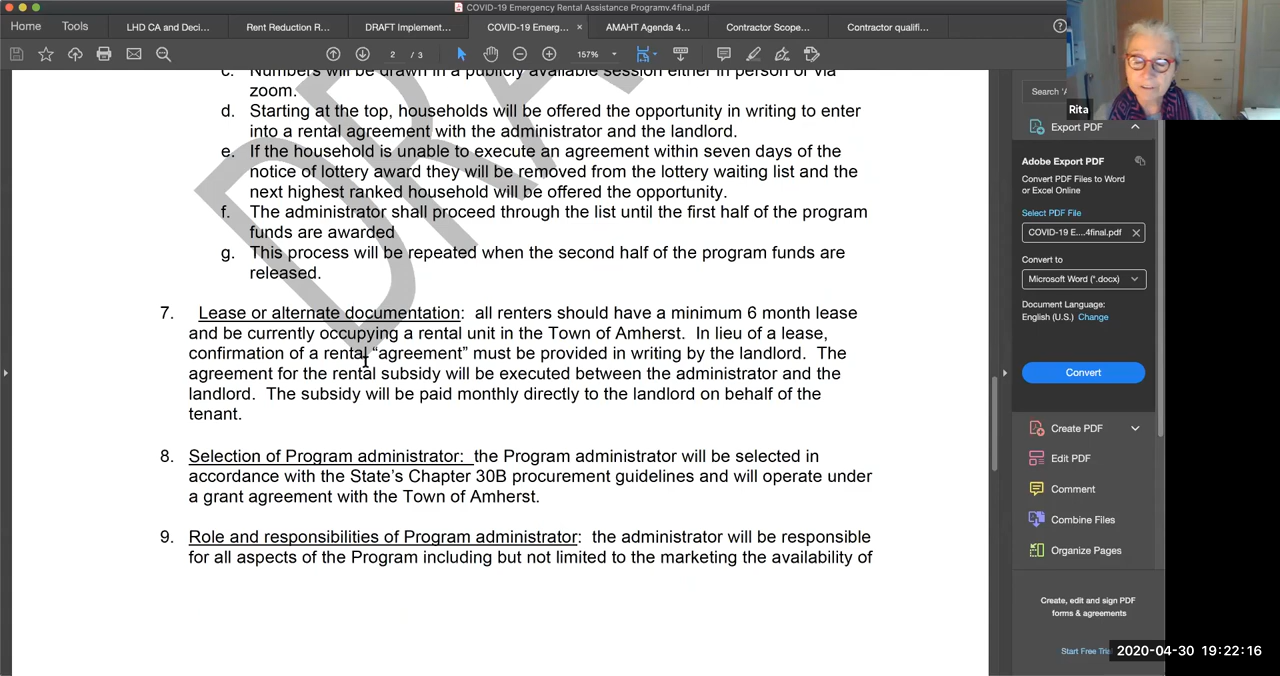 COVID-19 Emergency Rental Assistance Programv.4final.pdf
Home Tools LHD CA and Deci... Rent Reduction R... DRAFT Implement... COVID-19 Emerg... × AMAHT Agenda 4... Contractor Scope... Contractor qualifi...
2 / 3 157%
c. Numbers will be drawn in a publicly available session either in person or via
zoom.
d. Starting at the top, households will be offered the opportunity in writing to enter
into a rental agreement with the administrator and the landlord.
e. If the household is unable to execute an agreement within seven days of the
notice of lottery award they will be removed from the lottery waiting list and the
next highest ranked household will be offered the opportunity.
f. The administrator shall proceed through the list until the first half of the program
funds are awarded
g. This process will be repeated when the second half of the program funds are
released.
7. Lease or alternate documentation: all renters should have a minimum 6 month lease
and be currently occupying a rental unit in the Town of Amherst. In lieu of a lease,
confirmation of a rental “agreement” must be provided in writing by the landlord. The
agreement for the rental subsidy will be executed between the administrator and the
landlord. The subsidy will be paid monthly directly to the landlord on behalf of the
tenant.
8. Selection of Program administrator: the Program administrator will be selected in
accordance with the State’s Chapter 30B procurement guidelines and will operate under
a grant agreement with the Town of Amherst.
9. Role and responsibilities of Program administrator: the administrator will be responsible
for all aspects of the Program including but not limited to the marketing the availability of
DRA
Rita
Search 'A
Export PDF
Adobe Export PDF
Convert PDF Files to Word
or Excel Online
Select PDF File
COVID-19 E....4final.pdf ×
Convert to
Microsoft Word (*.docx)
Document Language:
English (U.S.) Change
Convert
Create PDF
Edit PDF
Comment
Combine Files
Organize Pages
Create, edit and sign PDF
forms & agreements
Start Free Tria
2020-04-30 19:22:16